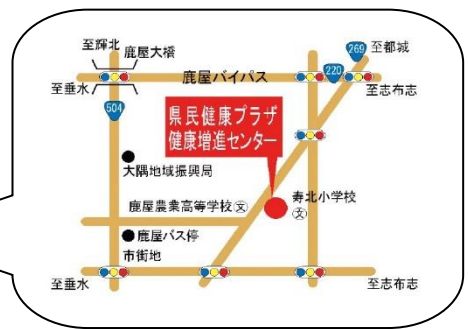 至輝北
鹿屋大橋
269
至都城
鹿屋バイパス
220
至垂水
至志布志
504
県民健康プラザ
健康増進センター
大隅地域振興局
鹿屋農業高等学校
文
寿北小学校
文
鹿屋バス停
市街地
至垂水
至志布志